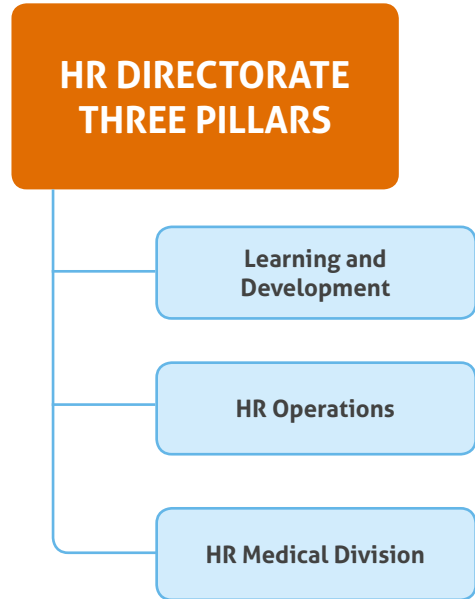 HR DIRECTORATE
THREE PILLARS
Learning and
Development
HR Operations
HR Medical Division